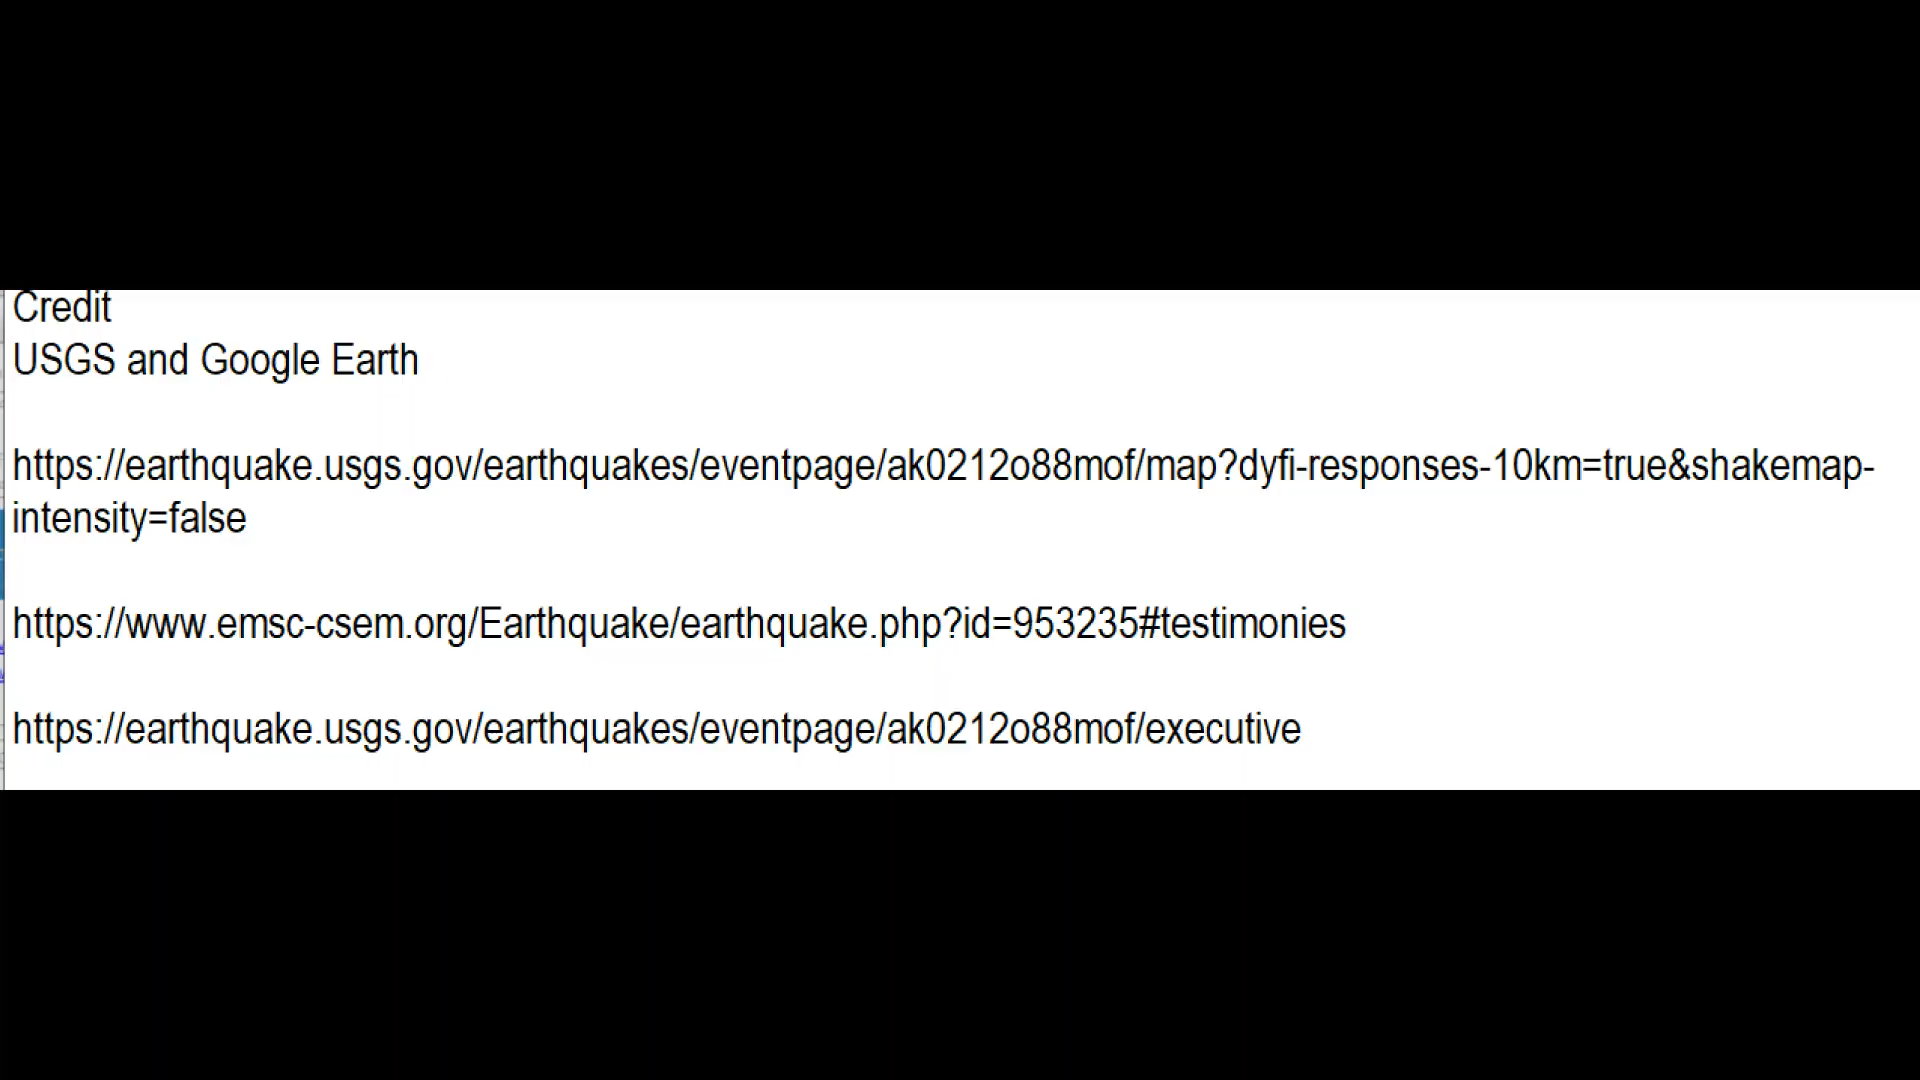 Credit
USGS and Google Earth
https://earthquake.usgs.gov/earthquakes/eventpage/ak0212o88mof/map?dyfi-responses-10km=true&shakemap-
intensity=false
https://www.emsc-csem.org/Earthquake/earthquake.php?id=953235#testimonies
https://earthquake.usgs.gov/earthquakes/eventpage/ak0212o88mof/executive